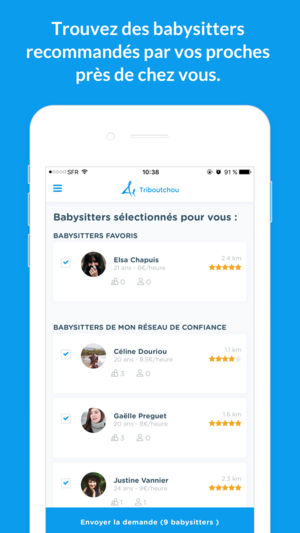 Trouvez des babysitters
recommandés par vos proches
près de chez vous.
SFR 10:38 91 %
Triboutchou
Babysitters sélectionnés pour vous :
BABYSITTERS FAVORIS
Elsa Chapuis 2.4 km
21 ans - 8€/heure
0 0
BABYSITTERS DE MON RÉSEAU DE CONFIANCE
Céline Douriou 1.1 km
20 ans - 8.5€/heure
3 0
Gaëlle Preguet 1.6 km
20 ans - 8€/heure
3 0
Justine Vannier 2.3 km
24 ans - 9€/heure
1 1
Envoyer la demande (9 babysitters )